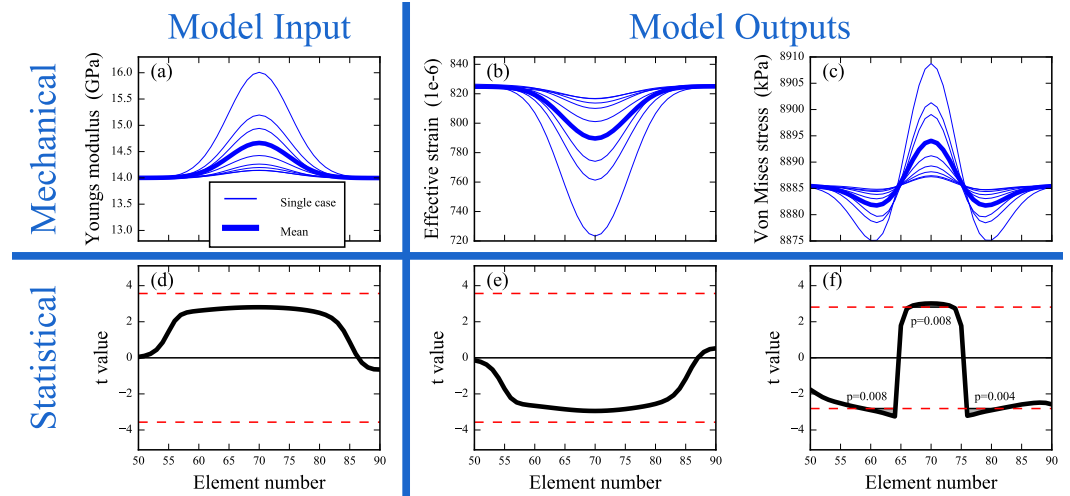 Model Input
Model Outputs
Mechanical
Statistical
(a)
Youngs modulus (GPa)
16.0
15.5
15.0
14.5
14.0
13.5
13.0
Single case
Mean
(b)
Effective strain (1e-6)
840
820
800
780
760
740
720
(c)
Von Mises stress (kPa)
8910
8905
8900
8895
8890
8885
8880
8875
(d)
t value
4
2
0
−2
−4
50 55 60 65 70 75 80 85 90
Element number
(e)
t value
4
2
0
−2
−4
50 55 60 65 70 75 80 85 90
Element number
(f)
t value
4
2
0
−2
−4
p=0.008
p=0.008
p=0.004
50 55 60 65 70 75 80 85 90
Element number